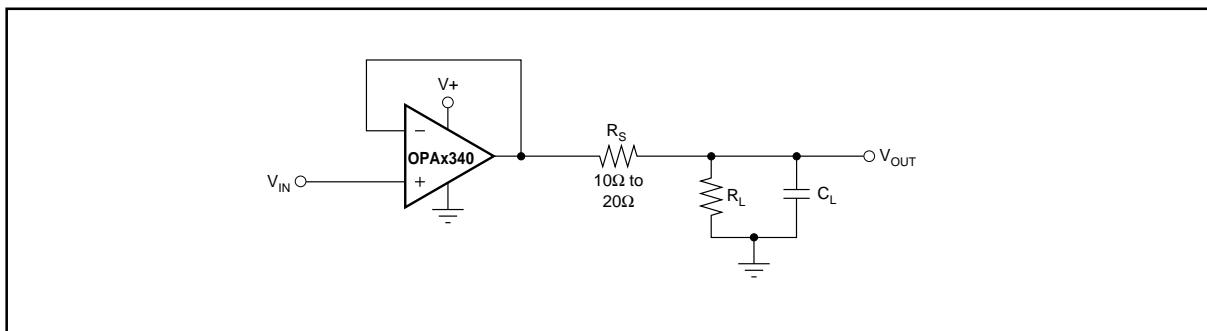 V+
−
OPAx340
+
V_IN
R_S
10Ω to
20Ω
R_L
C_L
V_OUT